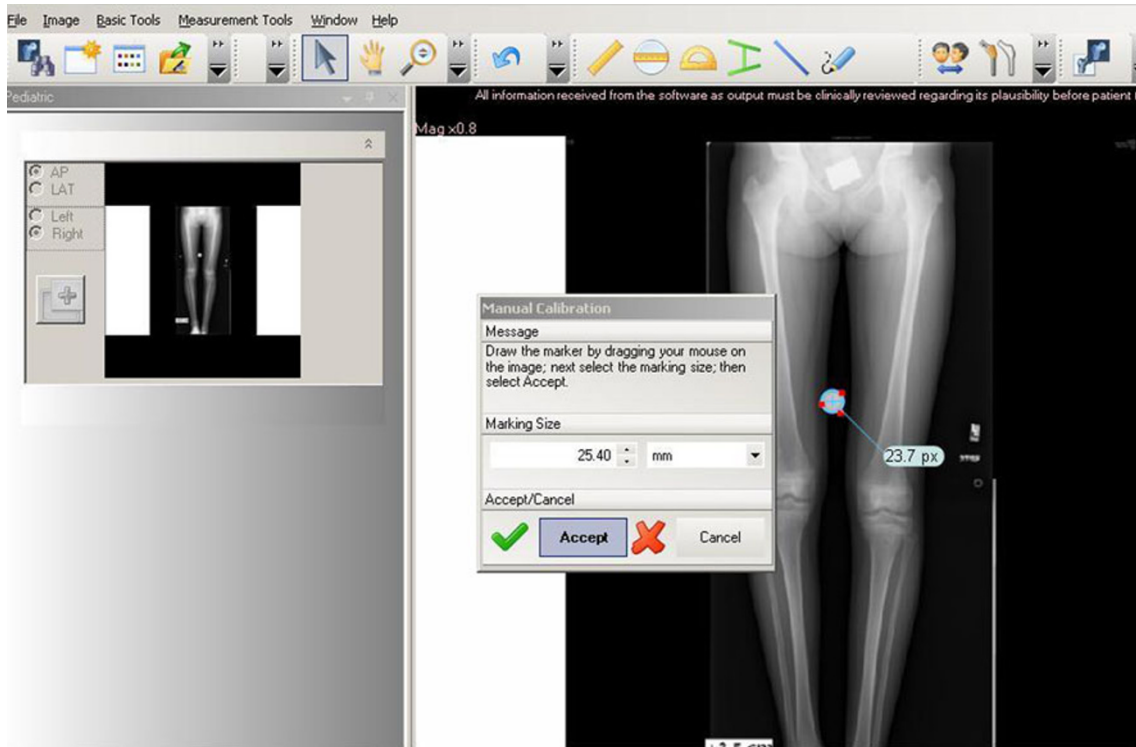 File Image Basic Tools Measurement Tools Window Help
Pediatric
All information received from the software as output must be clinically reviewed regarding its plausibility before patient
Mag x0.8
AP
LAT
Left
Right
Manual Calibration
Message
Draw the marker by dragging your mouse on
the image; next select the marking size; then
select Accept.
Marking Size
25.40 mm
Accept/Cancel
Accept Cancel
23.7 px